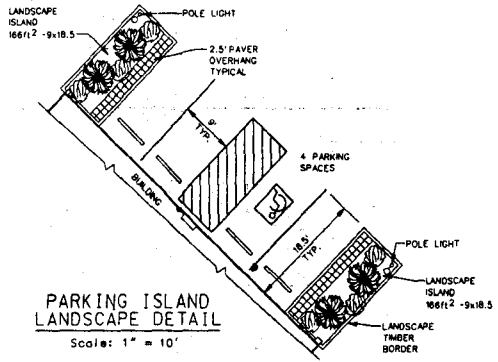 LANDSCAPE
ISLAND
166ft² -9x18.5
POLE LIGHT
2.5' PAVER
OVERHANG
TYPICAL
9'
TYP.
4 PARKING
SPACES
BUILDING
18.5'
TYP.
POLE LIGHT
LANDSCAPE
ISLAND
166ft² -9x18.5
LANDSCAPE
TIMBER
BORDER
PARKING ISLAND
LANDSCAPE DETAIL
Scale: 1" = 10'